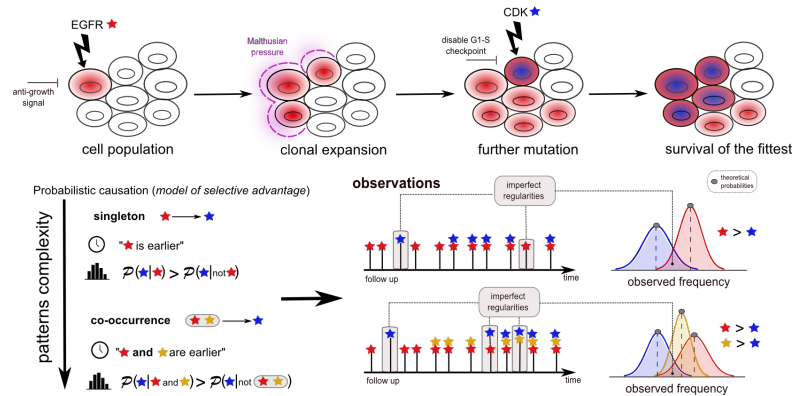 EGFR
CDK
Malthusian
pressure
disable G1-S
checkpoint
anti-growth
signal
cell population
clonal expansion
further mutation
survival of the fittest
Probabilistic causation (model of selective advantage)
patterns complexity
singleton
"★ is earlier"
𝒫(★|★) > 𝒫(★|not★)
co-occurrence
"★ and ★ are earlier"
𝒫(★|★ and ★) > 𝒫(★|not ★ ★)
observations
imperfect
regularities
follow up
time
theoretical
probabilities
★ > ★
observed frequency
imperfect
regularities
follow up
time
★ > ★
★ > ★
observed frequency